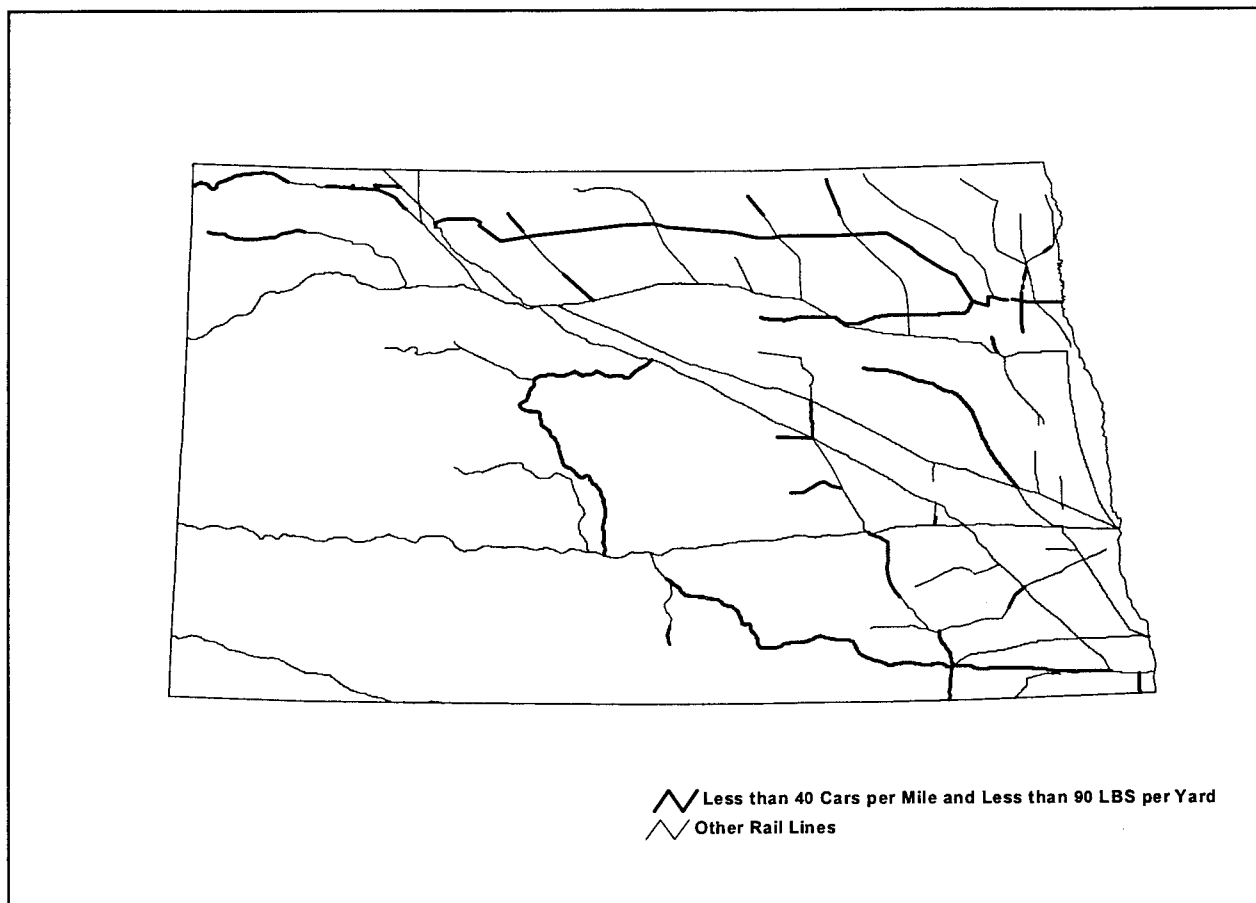 Less than 40 Cars per Mile and Less than 90 LBS per Yard
Other Rail Lines